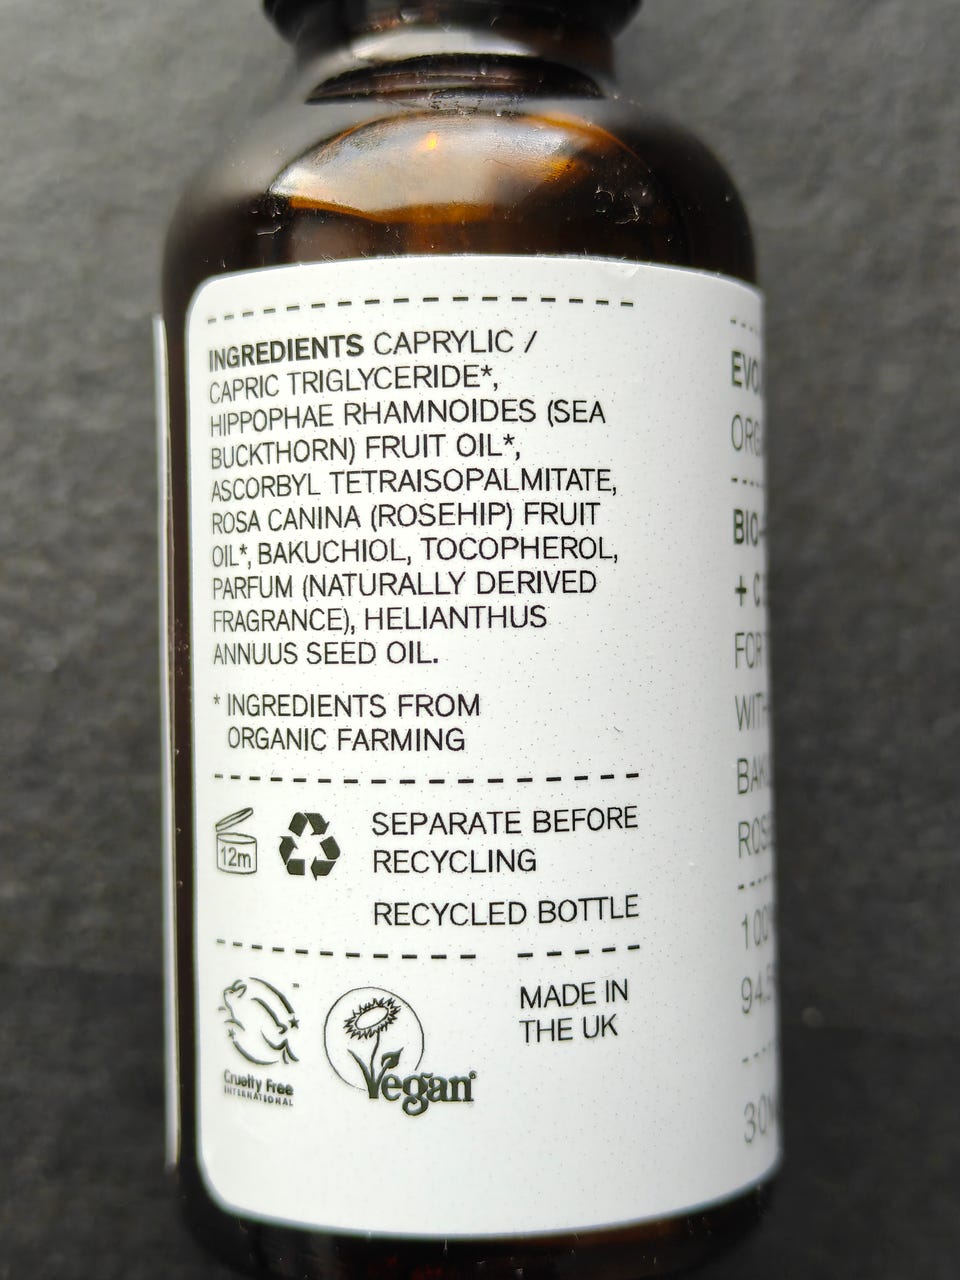 INGREDIENTS CAPRYLIC /
CAPRIC TRIGLYCERIDE*,
HIPPOPHAE RHAMNOIDES (SEA
BUCKTHORN) FRUIT OIL*,
ASCORBYL TETRAISOPALMITATE,
ROSA CANINA (ROSEHIP) FRUIT
OIL*, BAKUCHIOL, TOCOPHEROL,
PARFUM (NATURALLY DERIVED
FRAGRANCE), HELIANTHUS
ANNUUS SEED OIL.
* INGREDIENTS FROM
ORGANIC FARMING
12m
SEPARATE BEFORE
RECYCLING
RECYCLED BOTTLE
Cruelty Free
INTERNATIONAL
Vegan
MADE IN
THE UK
+ C